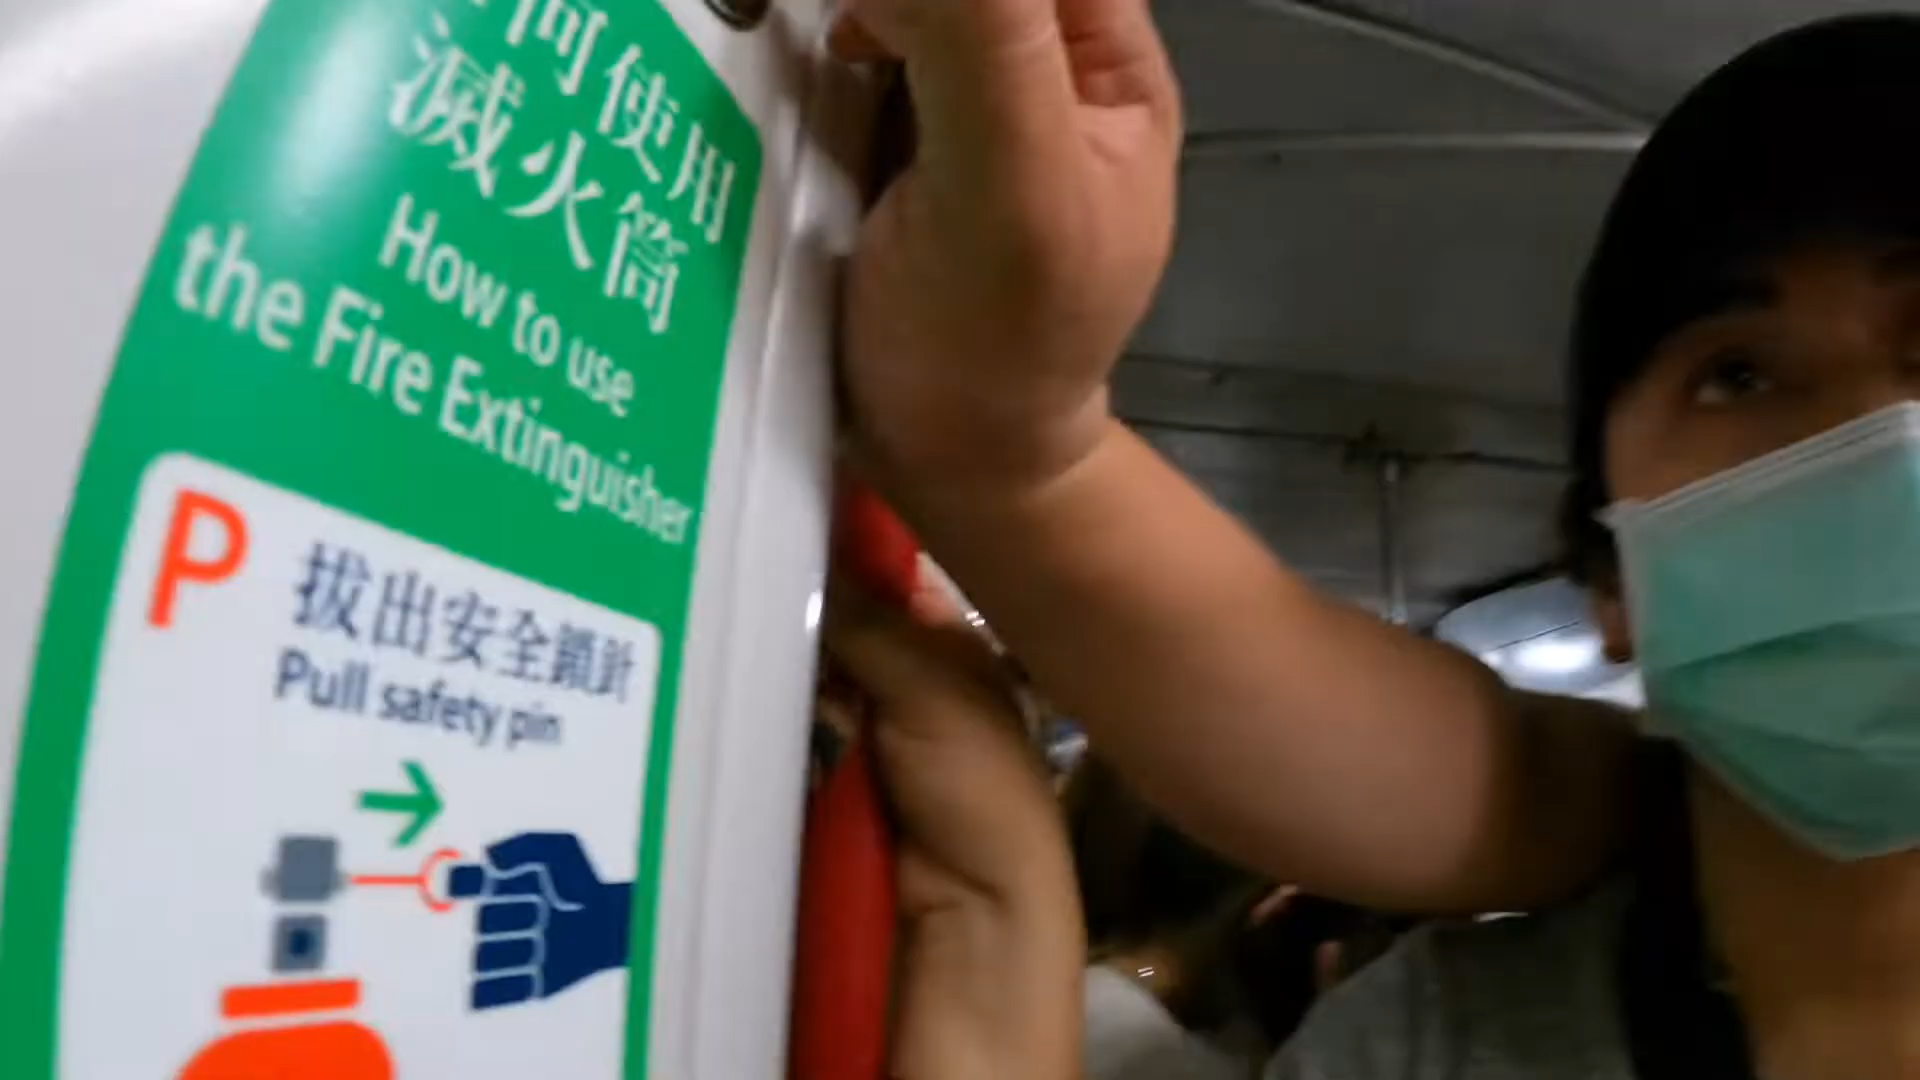 何使用
滅火筒
How to use
the Fire Extinguisher
P
拔出安全鎖針
Pull safety pin